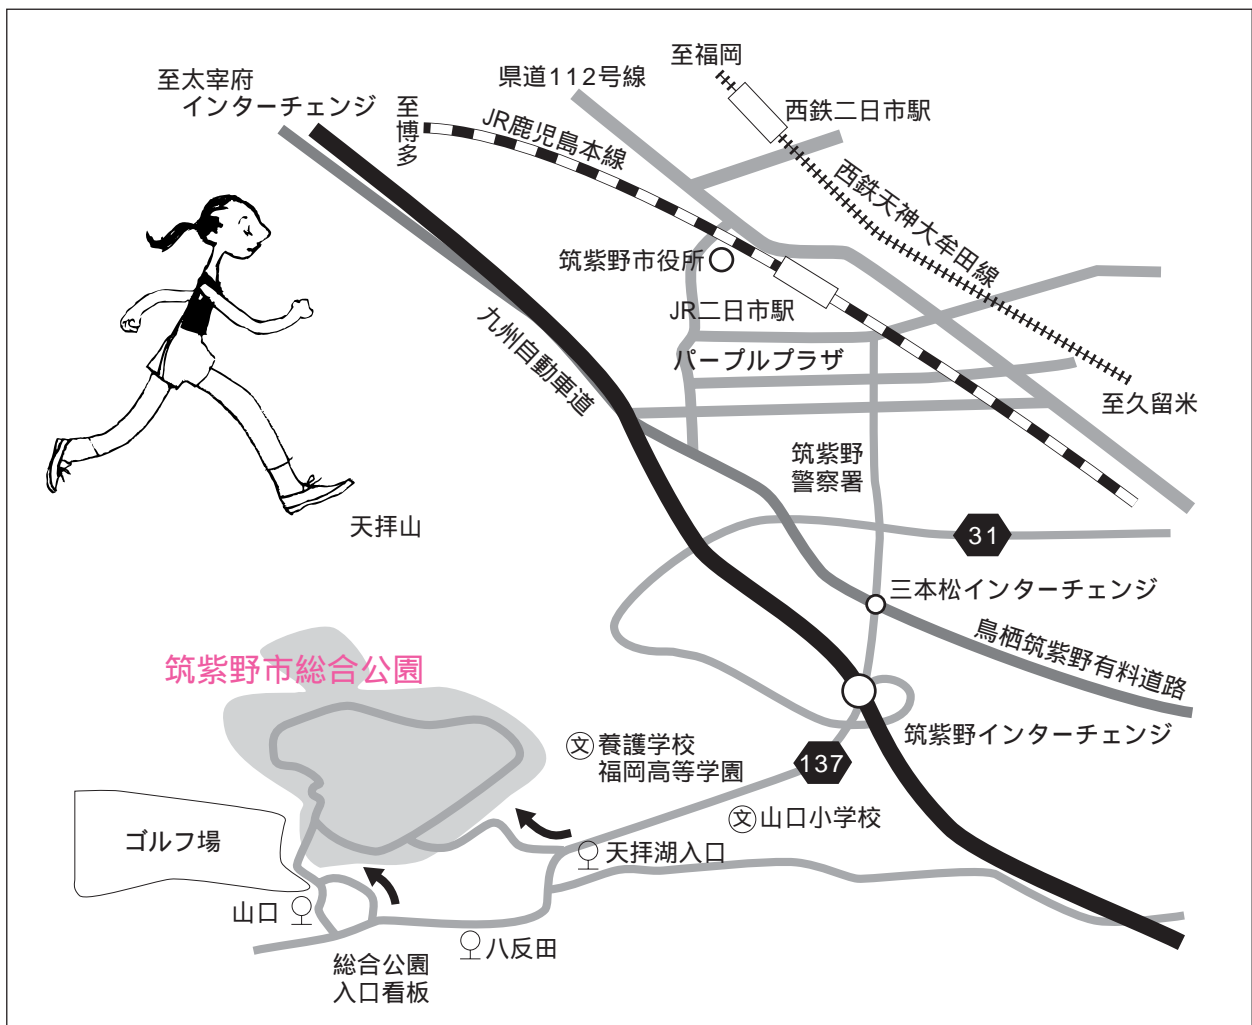 至福岡
県道112号線
至太宰府
インターチェンジ
至博多
西鉄二日市駅
JR鹿児島本線
西鉄天神大牟田線
筑紫野市役所
JR二日市駅
九州自動車道
パープルプラザ
至久留米
筑紫野
警察署
天拝山
31
三本松インターチェンジ
鳥栖筑紫野有料道路
筑紫野市総合公園
筑紫野インターチェンジ
文 養護学校
福岡高等学園
137
文 山口小学校
ゴルフ場
天拝湖入口
山口
八反田
総合公園
入口看板